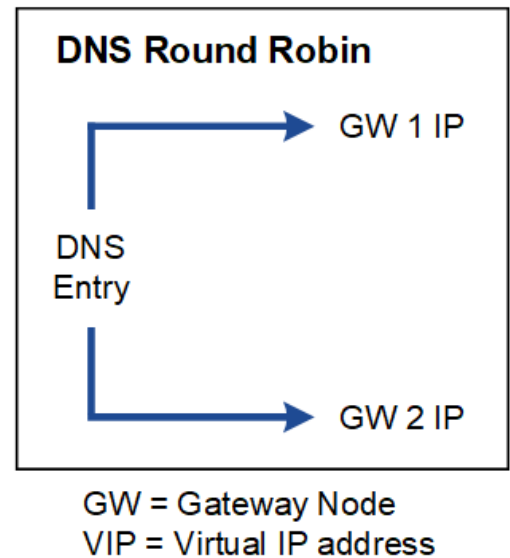 DNS Round Robin
GW 1 IP
DNS
Entry
GW 2 IP
GW = Gateway Node
VIP = Virtual IP address